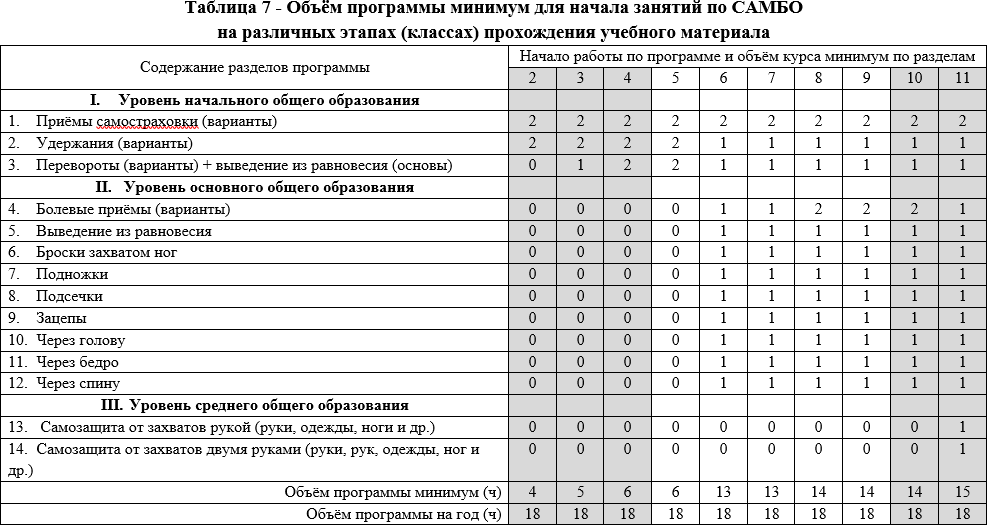 Таблица 7 - Объём программы минимум для начала занятий по САМБО
на различных этапах (классах) прохождения учебного материала
Содержание разделов программы
Начало работы по программе и объём курса минимум по разделам
2 3 4 5 6 7 8 9 10 11
I. Уровень начального общего образования
1. Приёмы самостраховки (варианты) 2 2 2 2 2 2 2 2 2 2
2. Удержания (варианты) 2 2 2 2 1 1 1 1 1 1
3. Перевороты (варианты) + выведение из равновесия (основы) 0 1 2 2 1 1 1 1 1 1
II. Уровень основного общего образования
4. Болевые приёмы (варианты) 0 0 0 0 1 1 2 2 2 1
5. Выведение из равновесия 0 0 0 0 1 1 1 1 1 1
6. Броски захватом ног 0 0 0 0 1 1 1 1 1 1
7. Подножки 0 0 0 0 1 1 1 1 1 1
8. Подсечки 0 0 0 0 1 1 1 1 1 1
9. Зацепы 0 0 0 0 1 1 1 1 1 1
10. Через голову 0 0 0 0 1 1 1 1 1 1
11. Через бедро 0 0 0 0 1 1 1 1 1 1
12. Через спину 0 0 0 0 1 1 1 1 1 1
III. Уровень среднего общего образования
13. Самозащита от захватов рукой (руки, одежды, ноги и др.) 0 0 0 0 0 0 0 0 0 1
14. Самозащита от захватов двумя руками (руки, рук, одежды, ног и 0 0 0 0 0 0 0 0 0 1
др.)
Объём программы минимум (ч) 4 5 6 6 13 13 14 14 14 15
Объём программы на год (ч) 18 18 18 18 18 18 18 18 18 18